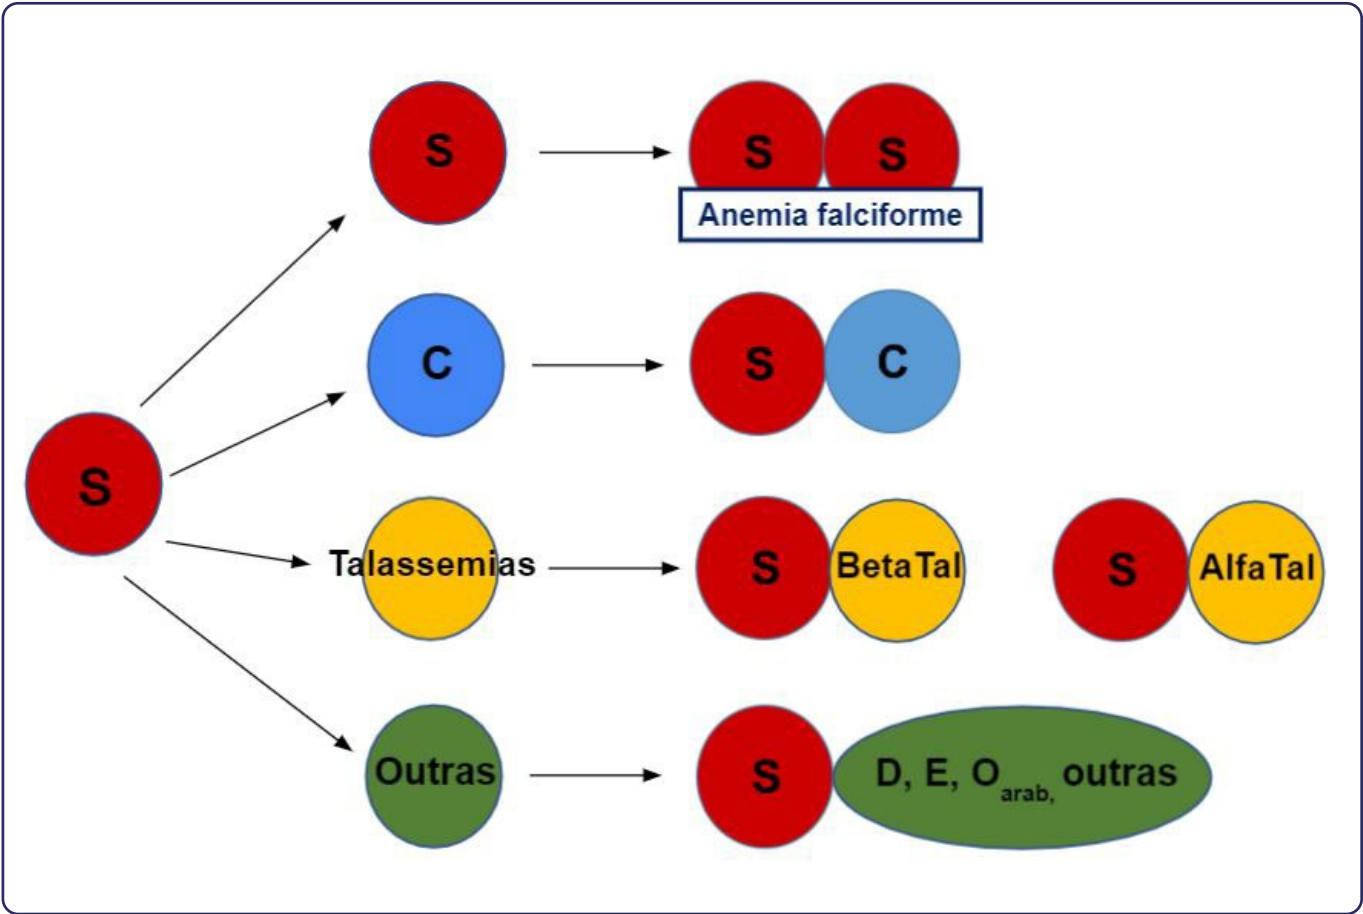 S
S
S S
Anemia falciforme
C
S C
Talassemias
S BetaTal
S AlfaTal
Outras
S
D, E, Oarab, outras